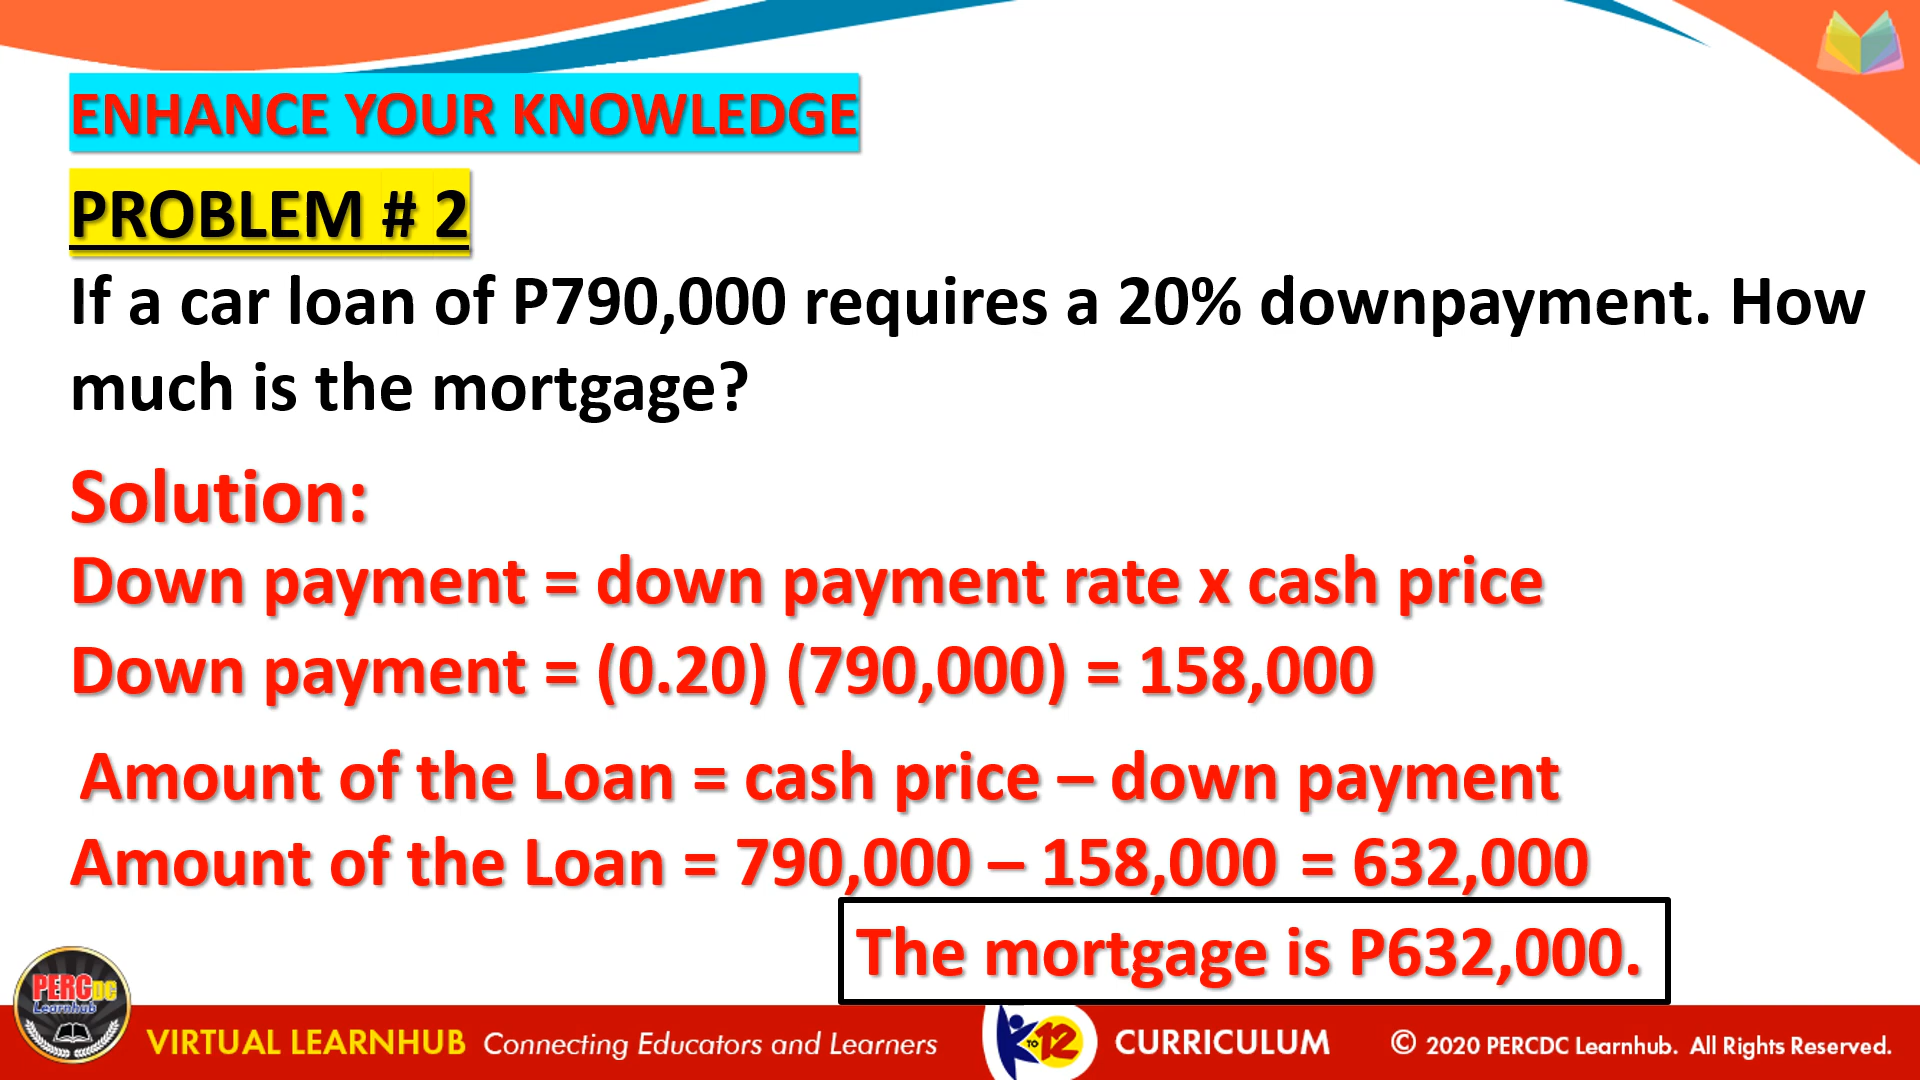 ENHANCE YOUR KNOWLEDGE
PROBLEM # 2
If a car loan of P790,000 requires a 20% downpayment. How
much is the mortgage?
Solution:
Down payment = down payment rate x cash price
Down payment = (0.20) (790,000) = 158,000
Amount of the Loan = cash price – down payment
Amount of the Loan = 790,000 – 158,000 = 632,000
The mortgage is P632,000.
PERCDC
Learnhub
VIRTUAL LEARNHUB Connecting Educators and Learners
K TO 12 CURRICULUM
© 2020 PERCDC Learnhub. All Rights Reserved.